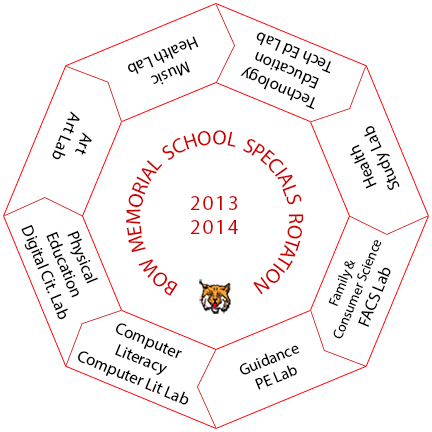 Music
Health Lab
Technology
Education
Tech Ed Lab
Health
Study Lab
Family &
Consumer Science
FACS Lab
Guidance
PE Lab
Computer
Literacy
Computer Lit Lab
Physical
Education
Digital Cit. Lab
Art
Art Lab
BOW MEMORIAL SCHOOL SPECIALS ROTATION
2013
2014